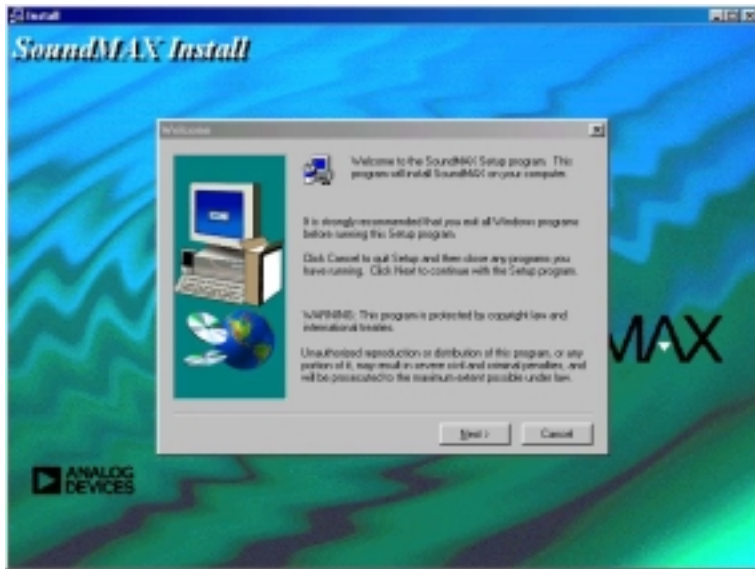 Install
SoundMAX Install
Welcome
Welcome to the SoundMAX Setup program. This
program will install SoundMAX on your computer.
It is strongly recommended that you exit all Windows programs
before running this Setup program.
Click Cancel to quit Setup and then close any programs you
have running. Click Next to continue with the Setup program.
WARNING: This program is protected by copyright law and
international treaties.
Unauthorized reproduction or distribution of this program, or any
portion of it, may result in severe civil and criminal penalties, and
will be prosecuted to the maximum extent possible under law.
MAX
Next >
Cancel
ANALOG
DEVICES